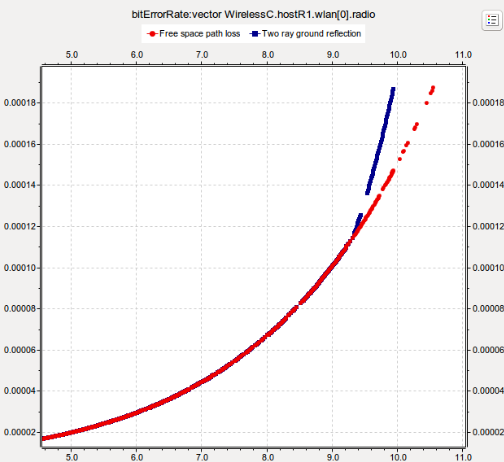 bitErrorRate:vector WirelessC.hostR1.wlan[0].radio
Free space path loss Two ray ground reflection
5.0 6.0 7.0 8.0 9.0 10.0 11.0
0.00018 0.00018
0.00016 0.00016
0.00014 0.00014
0.00012 0.00012
0.00010 0.00010
0.00008 0.00008
0.00006 0.00006
0.00004 0.00004
0.00002 0.00002
5.0 6.0 7.0 8.0 9.0 10.0 11.0